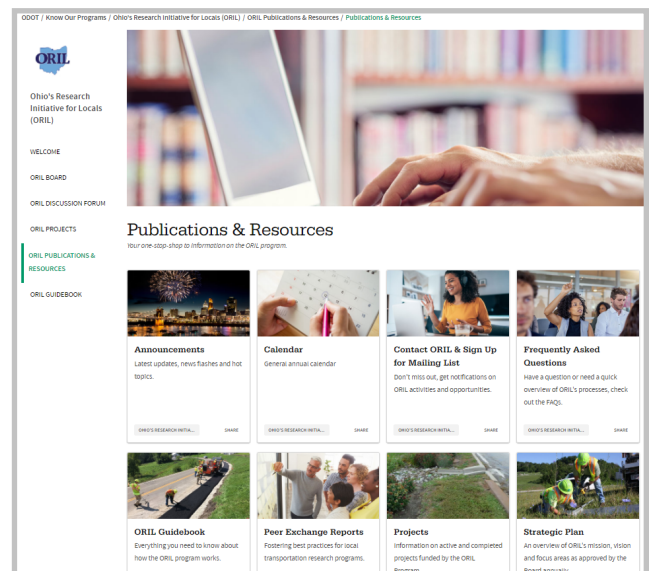 ODOT / Know Our Programs / Ohio's Research Initiative for Locals (ORIL) / ORIL Publications & Resources / Publications & Resources
ORIL
Ohio's Research
Initiative for Locals
(ORIL)
WELCOME
ORIL BOARD
ORIL DISCUSSION FORUM
ORIL PROJECTS
ORIL PUBLICATIONS &
RESOURCES
ORIL GUIDEBOOK
Publications & Resources
Your one-stop-shop to information on the ORIL program.
Announcements
Latest updates, news flashes and hot
topics.
OHIO'S RESEARCH INITIA... SHARE
Calendar
General annual calendar
OHIO'S RESEARCH INITIA... SHARE
Contact ORIL & Sign Up
for Mailing List
Don't miss out, get notifications on
ORIL activities and opportunities.
OHIO'S RESEARCH INITIA... SHARE
Frequently Asked
Questions
Have a question or need a quick
overview of ORIL's processes, check
out the FAQs.
OHIO'S RESEARCH INITIA... SHARE
ORIL Guidebook
Everything you need to know about
how the ORIL program works.
Peer Exchange Reports
Fostering best practices for local
transportation research programs.
Projects
Information on active and completed
projects funded by the ORIL
Program.
Strategic Plan
An overview of ORIL's mission, vision
and focus areas as approved by the
Board annually.